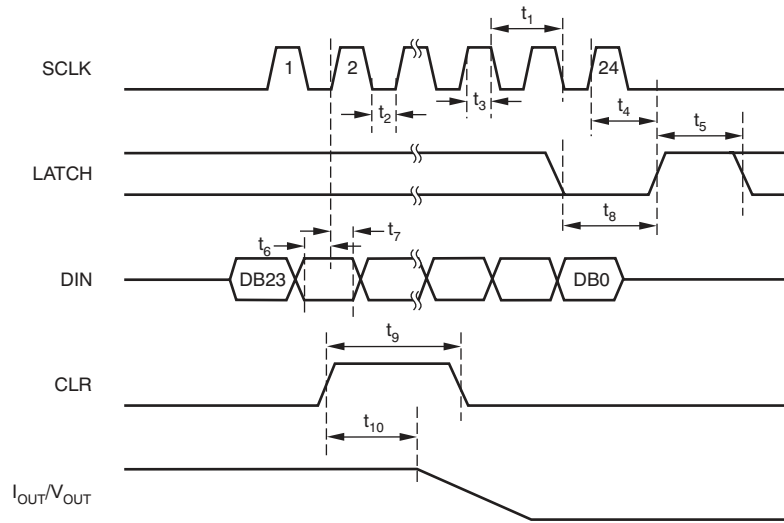 t1
SCLK 1 2 24
t2 t3 t4 t5
LATCH
t8
t6 t7
DIN DB23 DB0
t9
CLR
t10
IOUT/VOUT